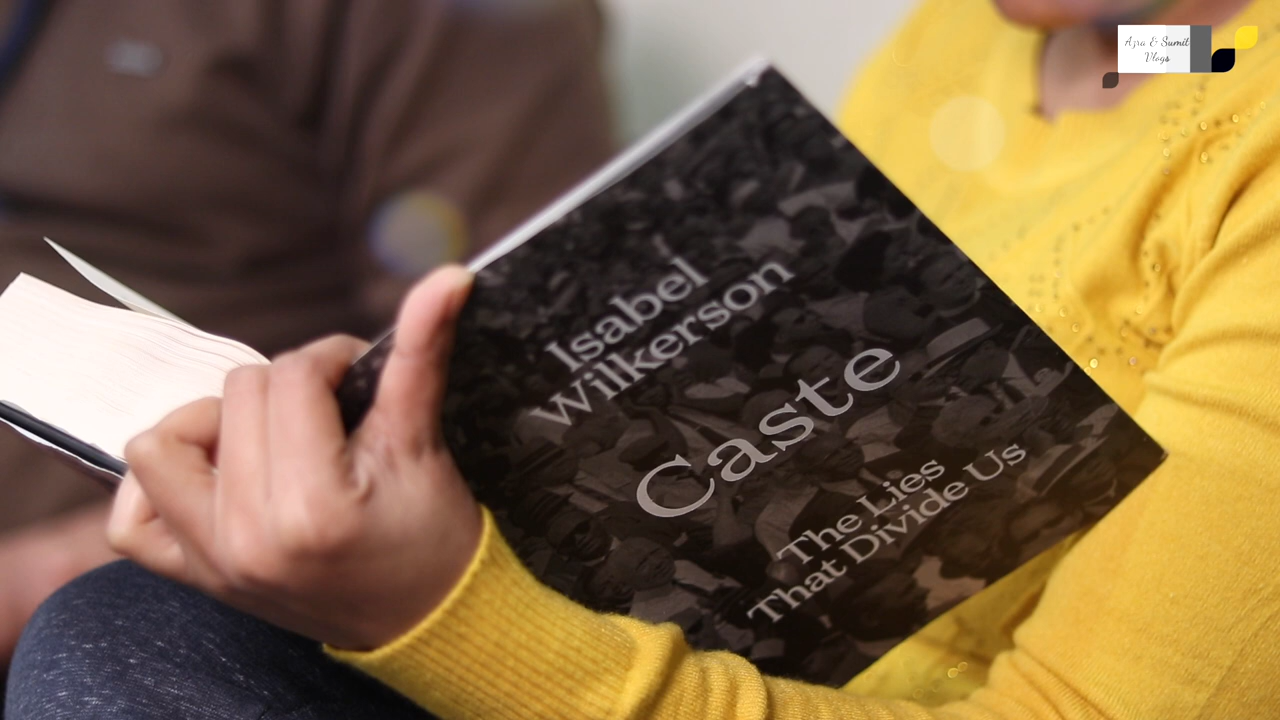 Isabel
Wilkerson
Caste
The Lies
That Divide Us
Azra & Sumit
Vlogs